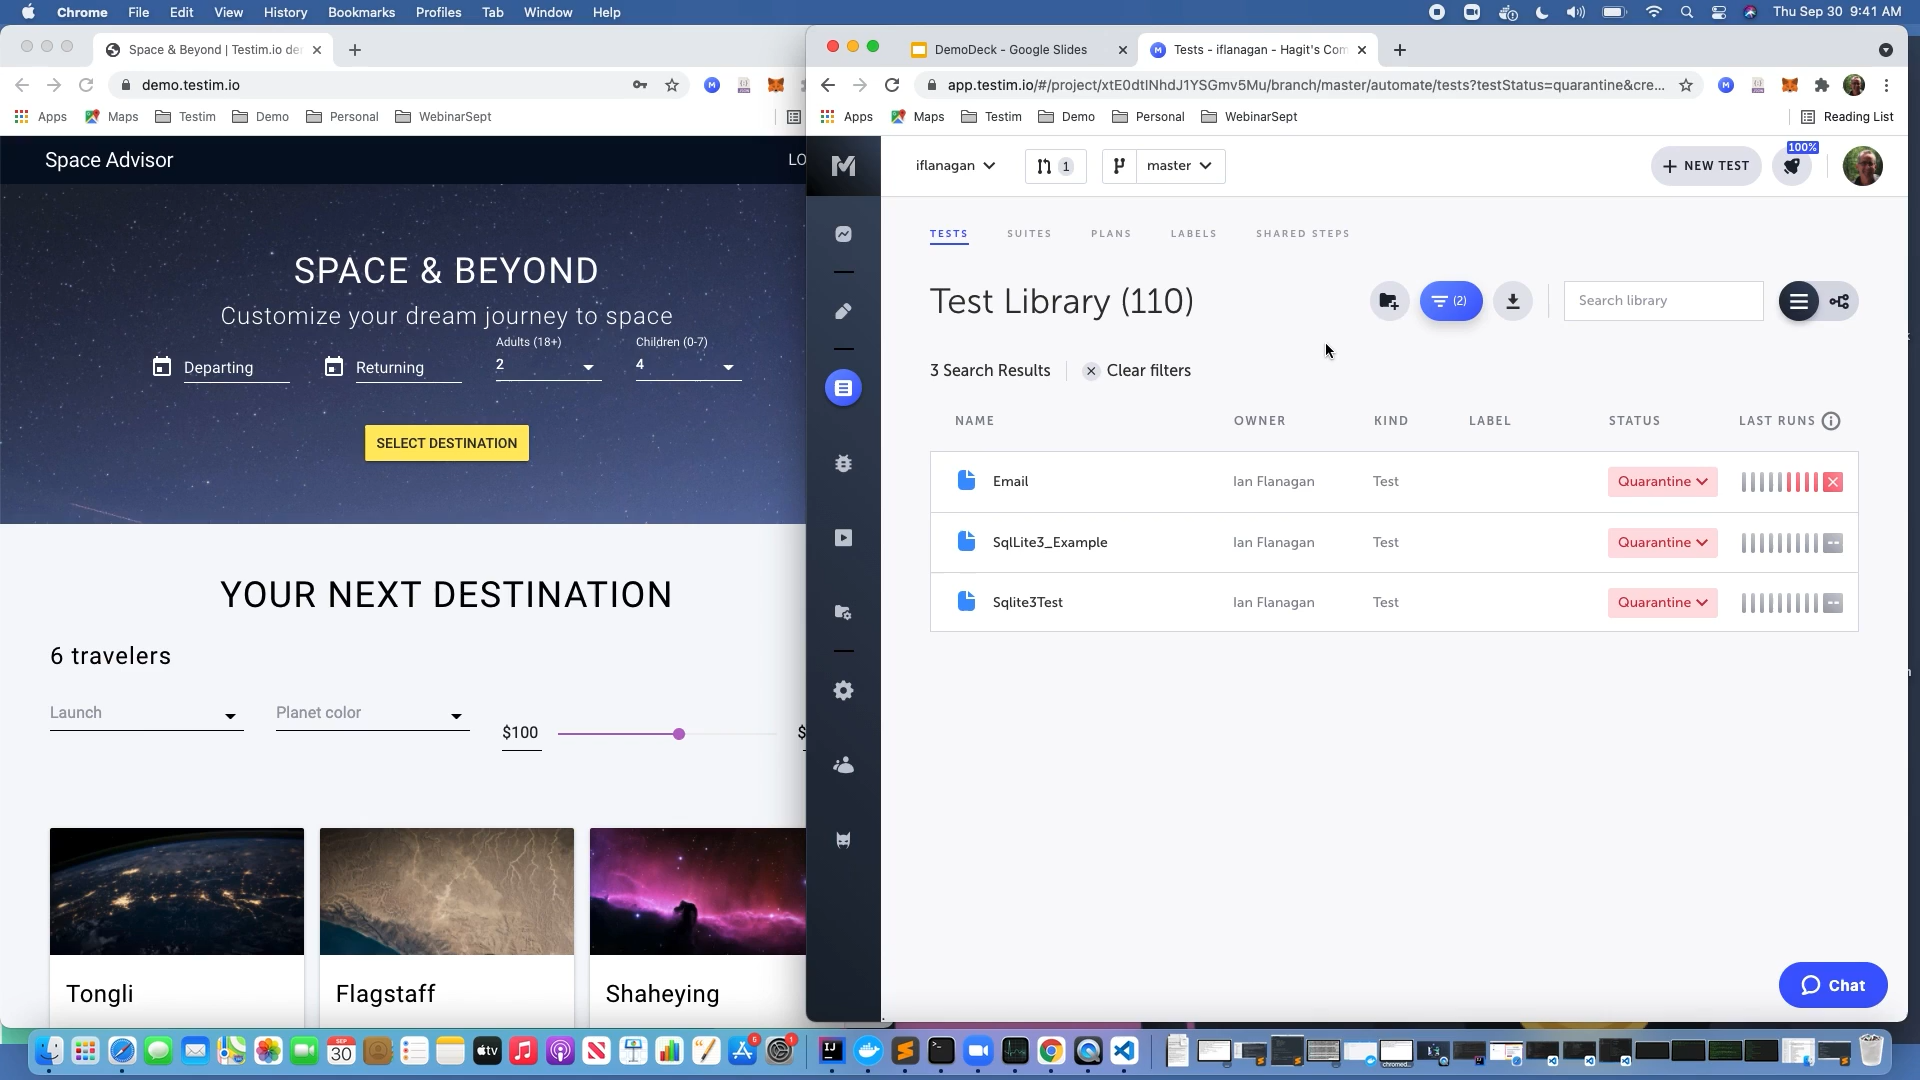 Chrome File Edit View History Bookmarks Profiles Tab Window Help
Thu Sep 30 9:41 AM
Space & Beyond | Testim.io de
demo.testim.io
Apps Maps Testim Demo Personal WebinarSept
Space Advisor
LO
SPACE & BEYOND
Customize your dream journey to space
Departing
Returning
Adults (18+)
2
Children (0-7)
4
SELECT DESTINATION
YOUR NEXT DESTINATION
6 travelers
Launch
Planet color
$100
$
Tongli
Flagstaff
Shaheying
DemoDeck - Google Slides
Tests - iflanagan - Hagit's Com
app.testim.io/#/project/xtE0dtINhdJ1YSGmv5Mu/branch/master/automate/tests?testStatus=quarantine&cre...
Apps Maps Testim Demo Personal WebinarSept
Reading List
iflanagan
1
master
NEW TEST
100%
TESTS SUITES PLANS LABELS SHARED STEPS
Test Library (110)
(2)
Search library
3 Search Results
Clear filters
NAME OWNER KIND LABEL STATUS LAST RUNS
Email Ian Flanagan Test Quarantine
SqlLite3_Example Ian Flanagan Test Quarantine
Sqlite3Test Ian Flanagan Test Quarantine
Chat
SEP
30
tv
6
1